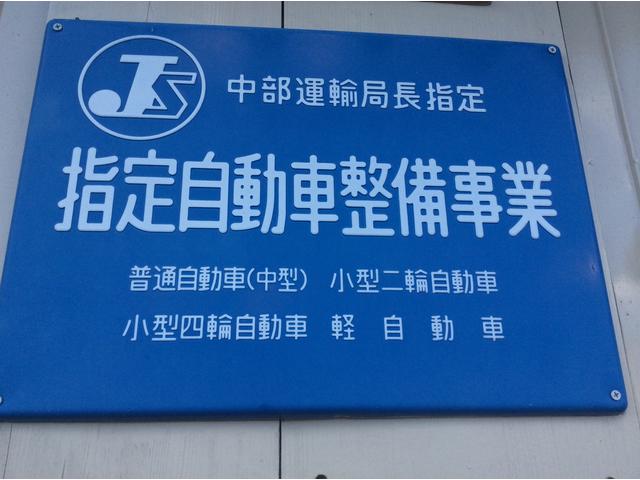 JS 中部運輸局長指定
指定自動車整備事業
普通自動車(中型) 小型二輪自動車
小型四輪自動車 軽自動車